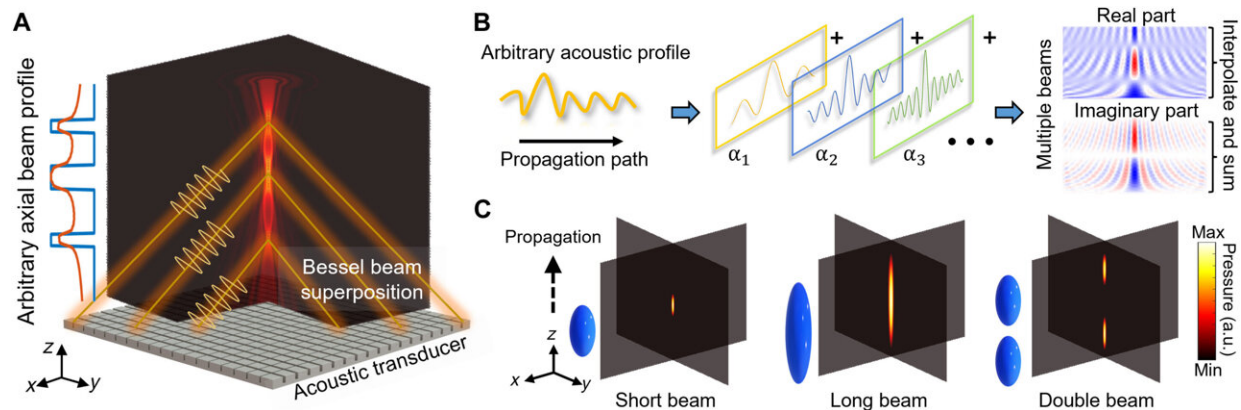 A
Arbitrary axial beam profile
Bessel beam
superposition
Acoustic transducer
z
x
y
B
Arbitrary acoustic profile
Propagation path
+
+
+
α1
α2
α3
• • •
Multiple beams
Real part
Imaginary part
Interpolate and sum
C
Propagation
z
x
y
Short beam
Long beam
Double beam
Max
Pressure (a.u.)
Min